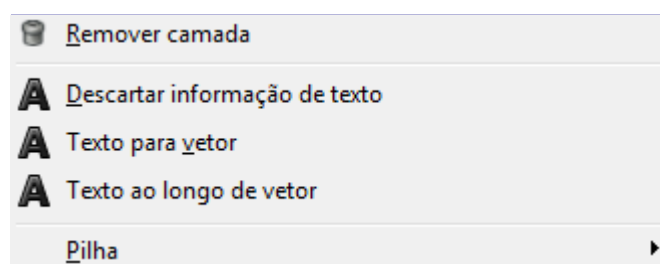 Remover camada
Descartar informação de texto
Texto para vetor
Texto ao longo de vetor
Pilha